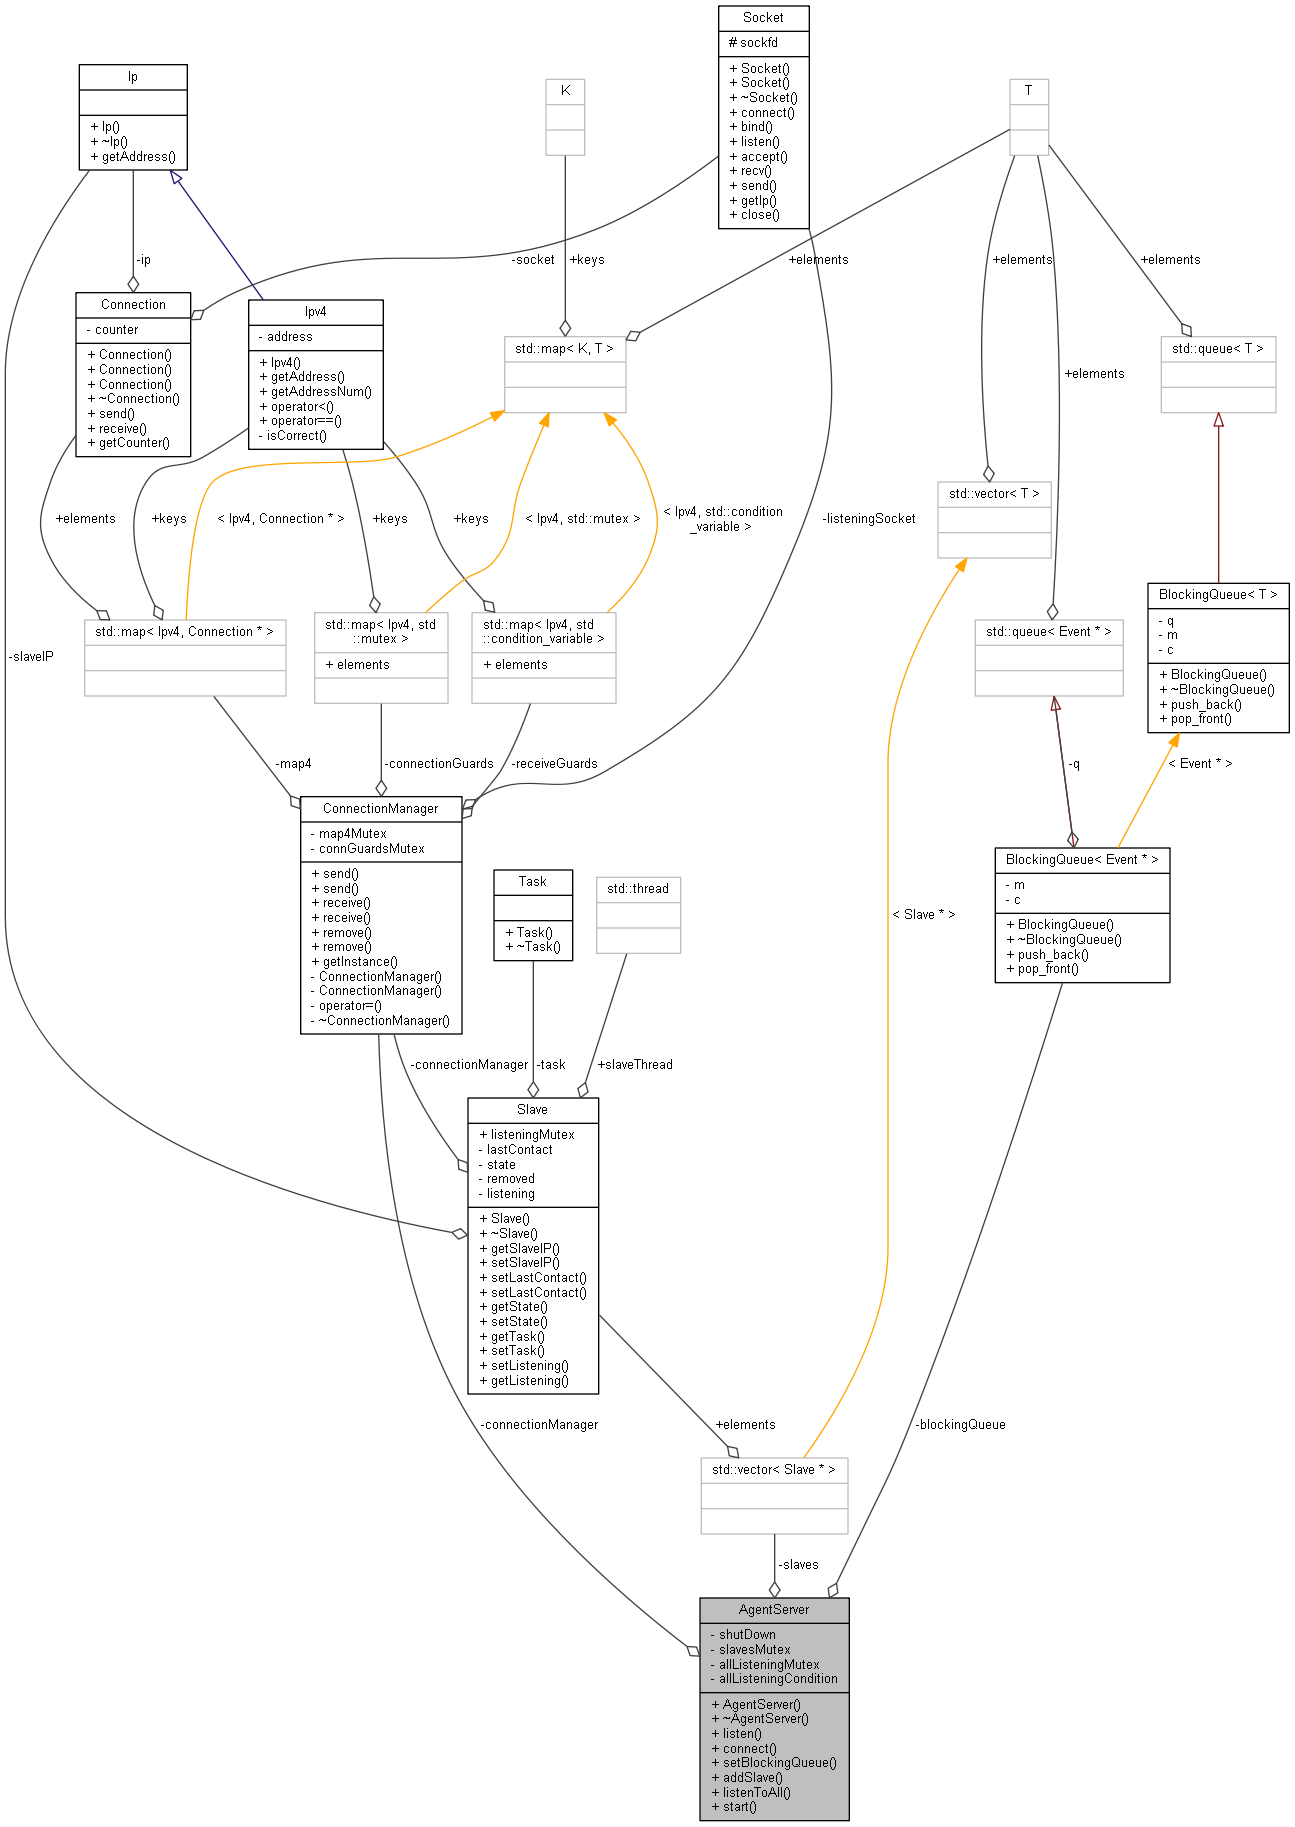 Socket
# sockfd
+ Socket()
+ Socket()
+ ~Socket()
+ connect()
+ bind()
+ listen()
+ accept()
+ recv()
+ send()
+ getIp()
+ close()
Ip
+ Ip()
+ ~Ip()
+ getAddress()
K
T
-ip
-socket
+keys
+elements
+elements
+elements
Connection
- counter
+ Connection()
+ Connection()
+ Connection()
+ ~Connection()
+ send()
+ receive()
+ getCounter()
Ipv4
- address
+ Ipv4()
+ getAddress()
+ getAddressNum()
+ operator<()
+ operator==()
- isCorrect()
std::map< K, T >
std::queue< T >
+elements
std::vector< T >
+elements
+keys
< Ipv4, Connection * >
+keys
+keys
< Ipv4, std::mutex >
< Ipv4, std::condition
_variable >
-listeningSocket
BlockingQueue< T >
- q
- m
- c
+ BlockingQueue()
+ ~BlockingQueue()
+ push_back()
+ pop_front()
-slaveIP
std::map< Ipv4, Connection * >
std::map< Ipv4, std
::mutex >
+ elements
std::map< Ipv4, std
::condition_variable >
+ elements
std::queue< Event * >
-map4
-connectionGuards
-receiveGuards
-q
< Event * >
ConnectionManager
- map4Mutex
- connGuardsMutex
+ send()
+ send()
+ receive()
+ receive()
+ remove()
+ remove()
+ getInstance()
- ConnectionManager()
- ConnectionManager()
- operator=()
- ~ConnectionManager()
Task
+ Task()
+ ~Task()
std::thread
BlockingQueue< Event * >
- m
- c
+ BlockingQueue()
+ ~BlockingQueue()
+ push_back()
+ pop_front()
< Slave * >
-connectionManager
-task
+slaveThread
Slave
+ listeningMutex
- lastContact
- state
- removed
- listening
+ Slave()
+ ~Slave()
+ getSlaveIP()
+ setSlaveIP()
+ setLastContact()
+ setLastContact()
+ getState()
+ setState()
+ getTask()
+ setTask()
+ setListening()
+ getListening()
-connectionManager
+elements
-blockingQueue
std::vector< Slave * >
-slaves
AgentServer
- shutDown
- slavesMutex
- allListeningMutex
- allListeningCondition
+ AgentServer()
+ ~AgentServer()
+ listen()
+ connect()
+ setBlockingQueue()
+ addSlave()
+ listenToAll()
+ start()